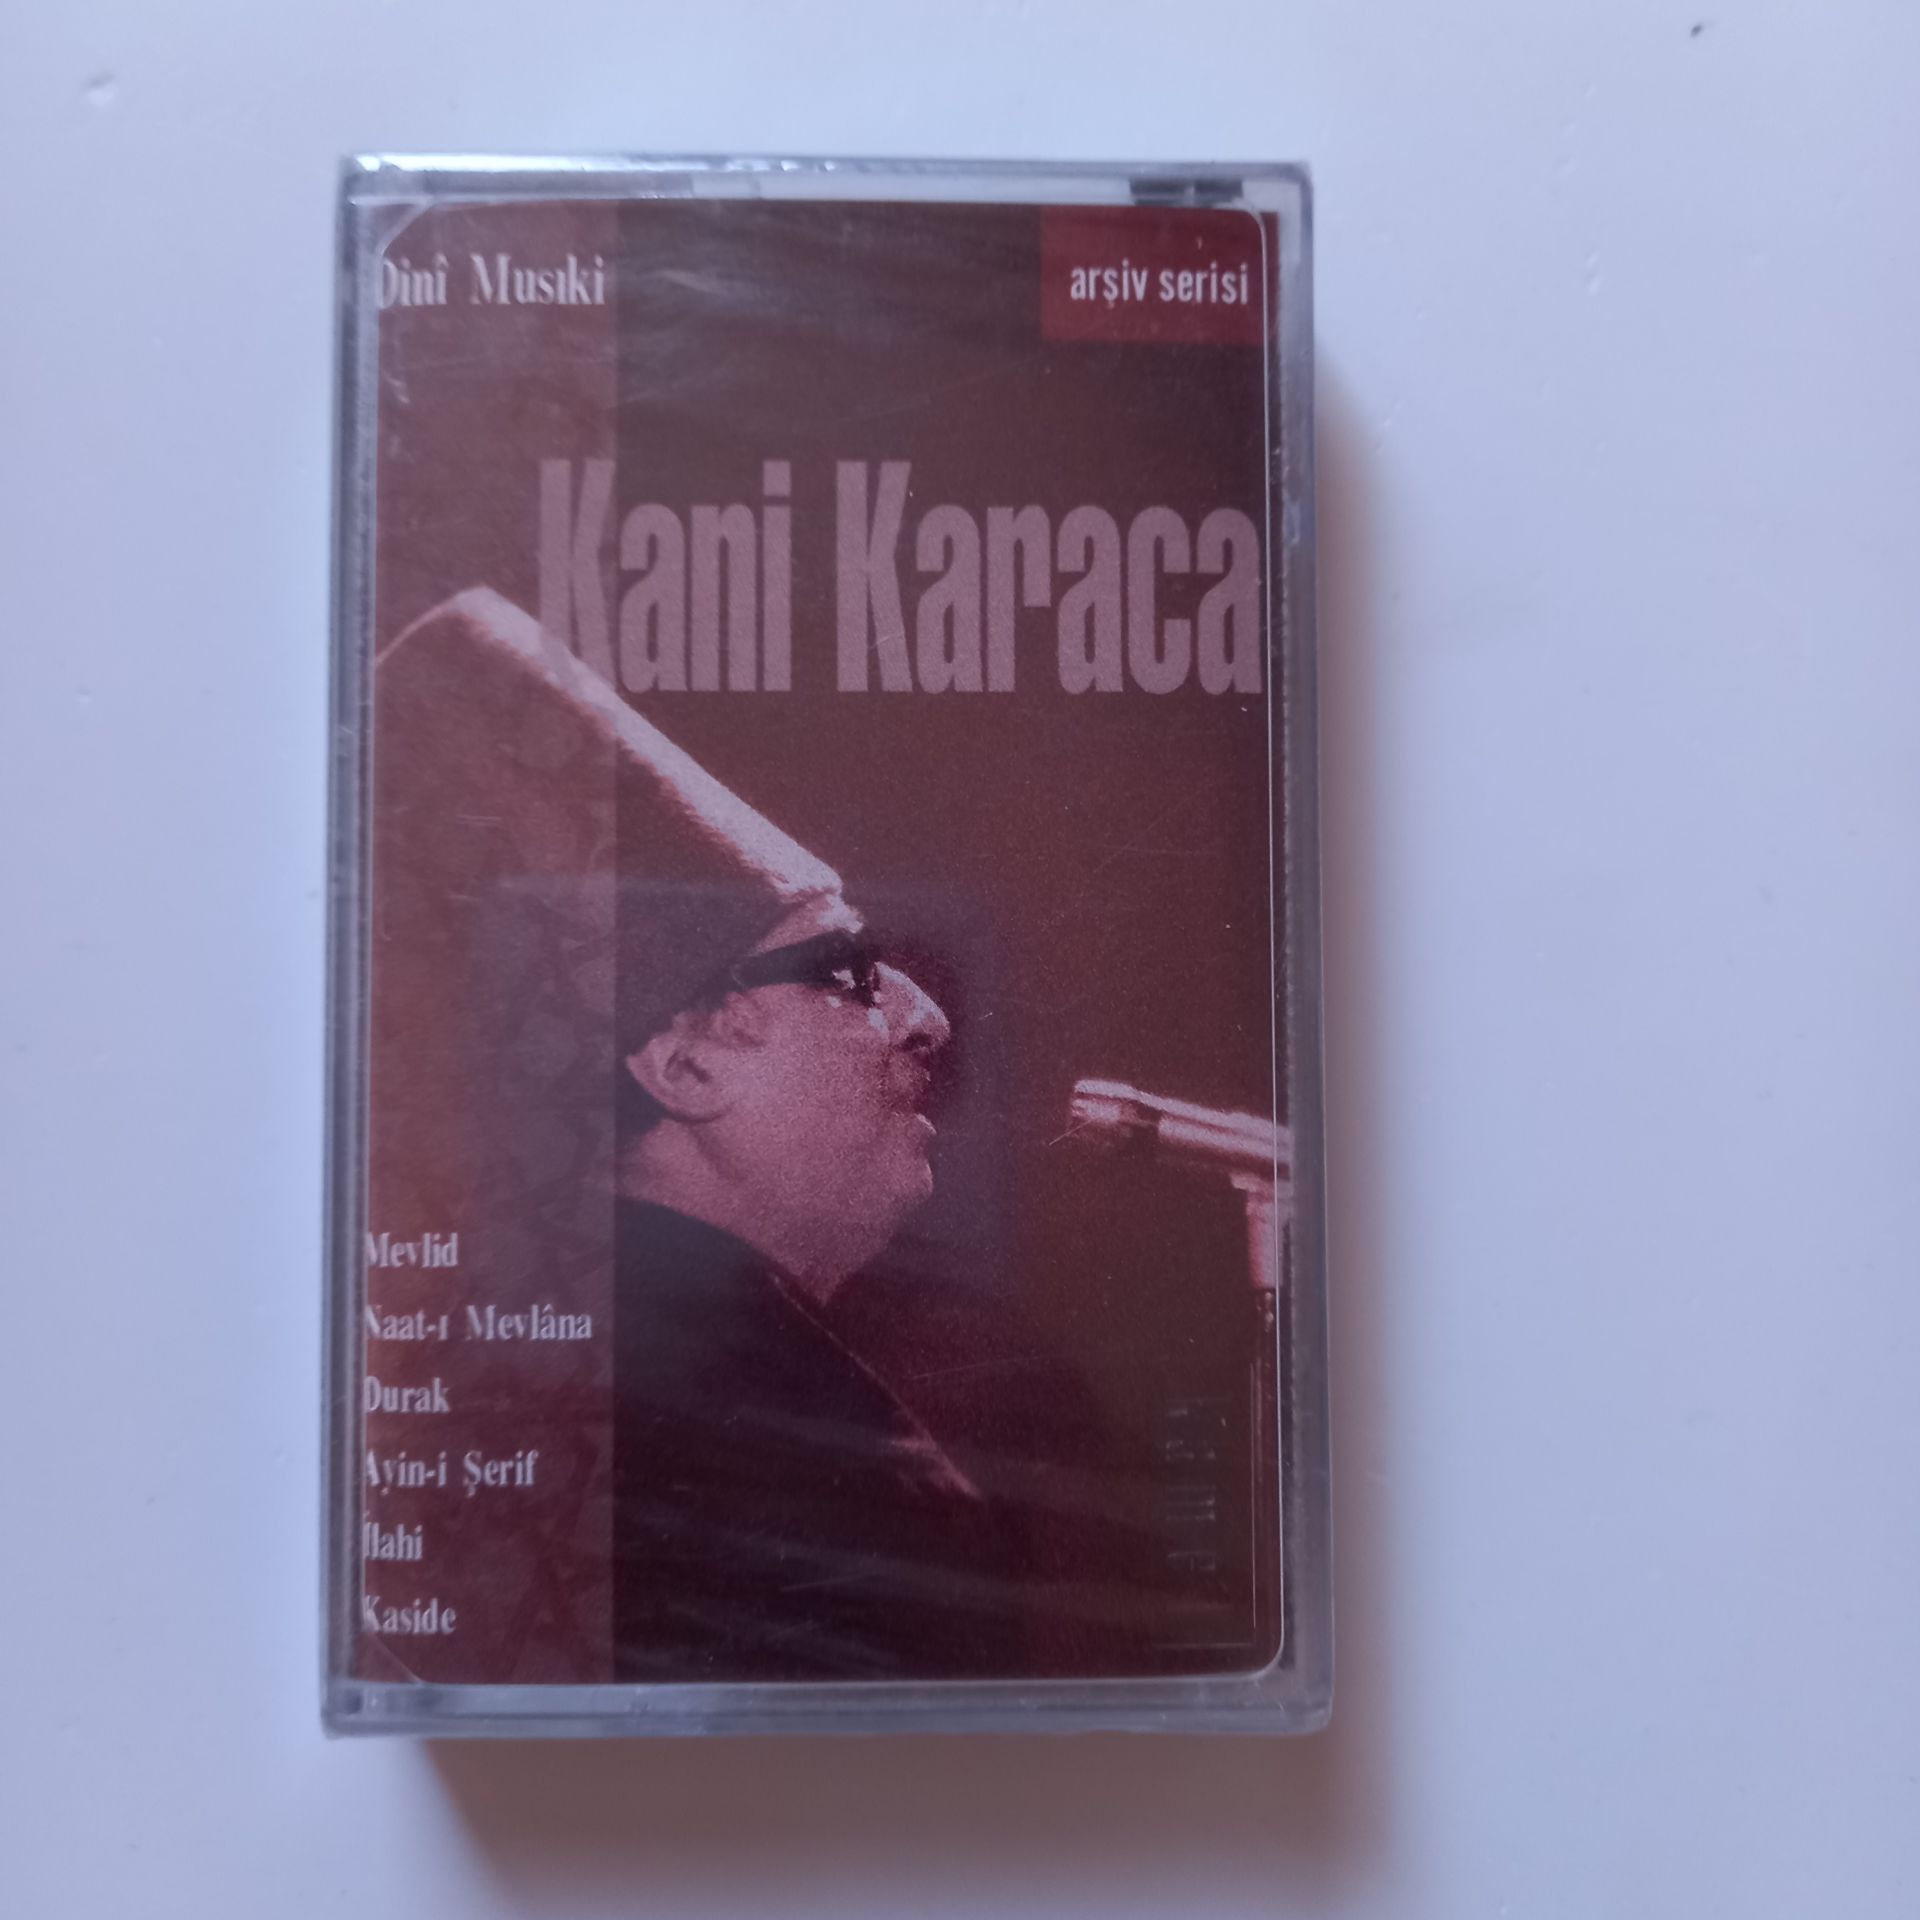 Dinî Musıki
arşiv serisi
Kani Karaca
Mevlid
Naat-ı Mevlâna
Durak
Ayin-i Şerif
İlahi
Kaside